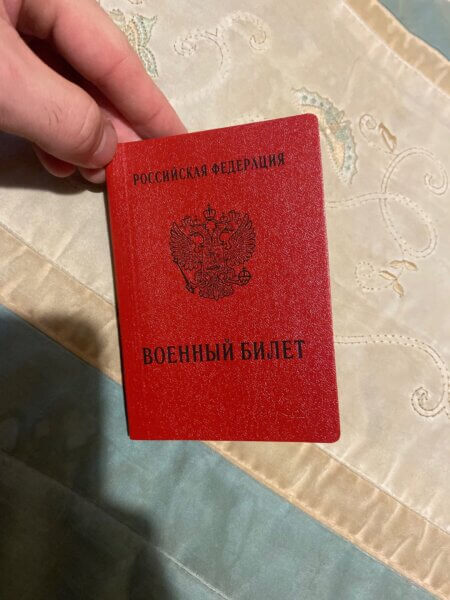 РОССИЙСКАЯ ФЕДЕРАЦИЯ
ВОЕННЫЙ БИЛЕТ